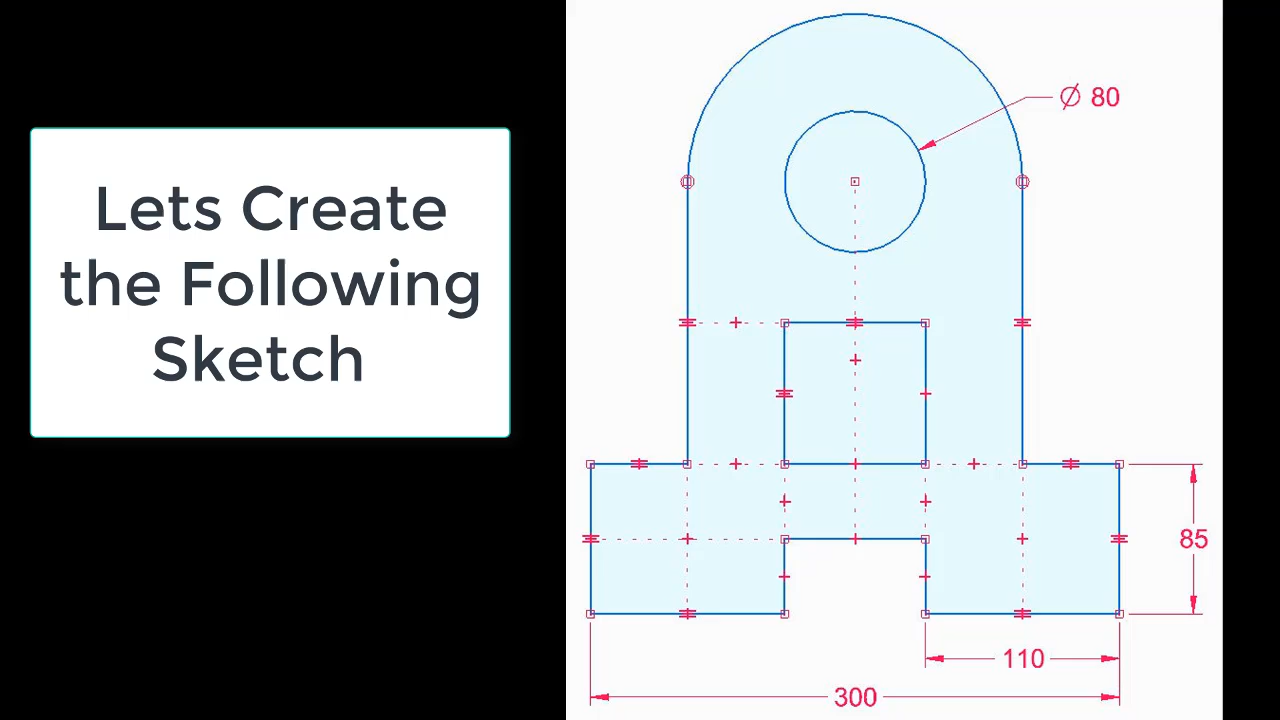 Lets Create
the Following
Sketch
∅ 80
85
110
300